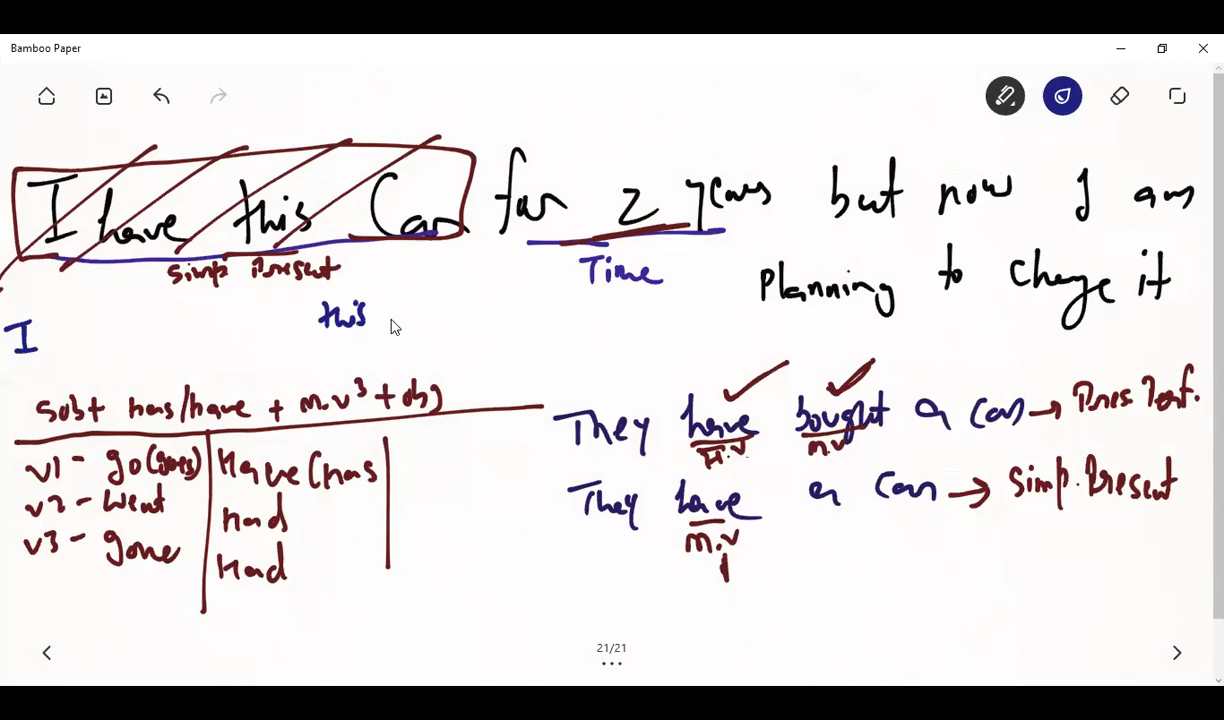 Bamboo Paper
I have this Car for 2 years but now I am
Simp Present
Time
planning to change it
this
I
Subt has/have + m.v3 + obj
They have bought a car → Pres Perf.
H.V m.v
v1 - go(goes) Have(has
They have a car → Simp. Present
v2 - went Had
m.v
v3 - gone Had
21/21